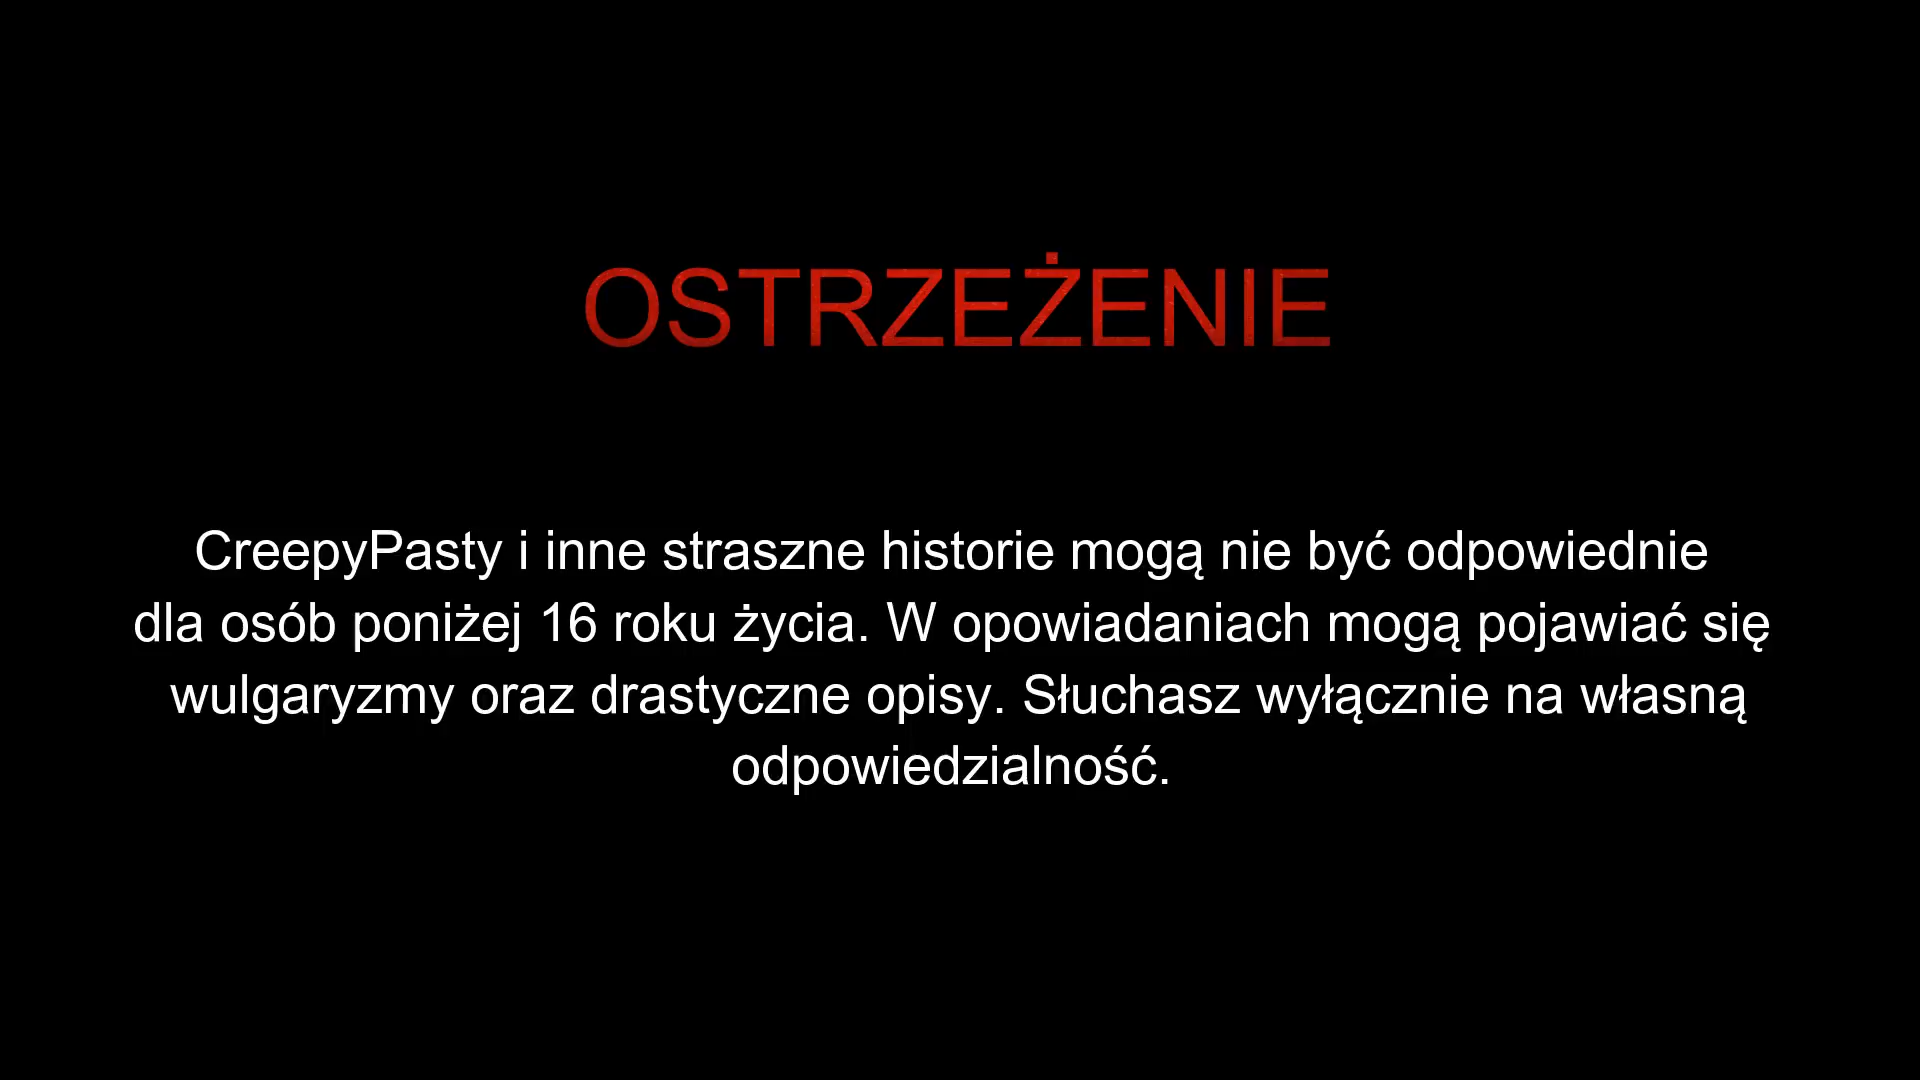 OSTRZEŻENIE
CreepyPasty i inne straszne historie mogą nie być odpowiednie
dla osób poniżej 16 roku życia. W opowiadaniach mogą pojawiać się
wulgaryzmy oraz drastyczne opisy. Słuchasz wyłącznie na własną
odpowiedzialność.